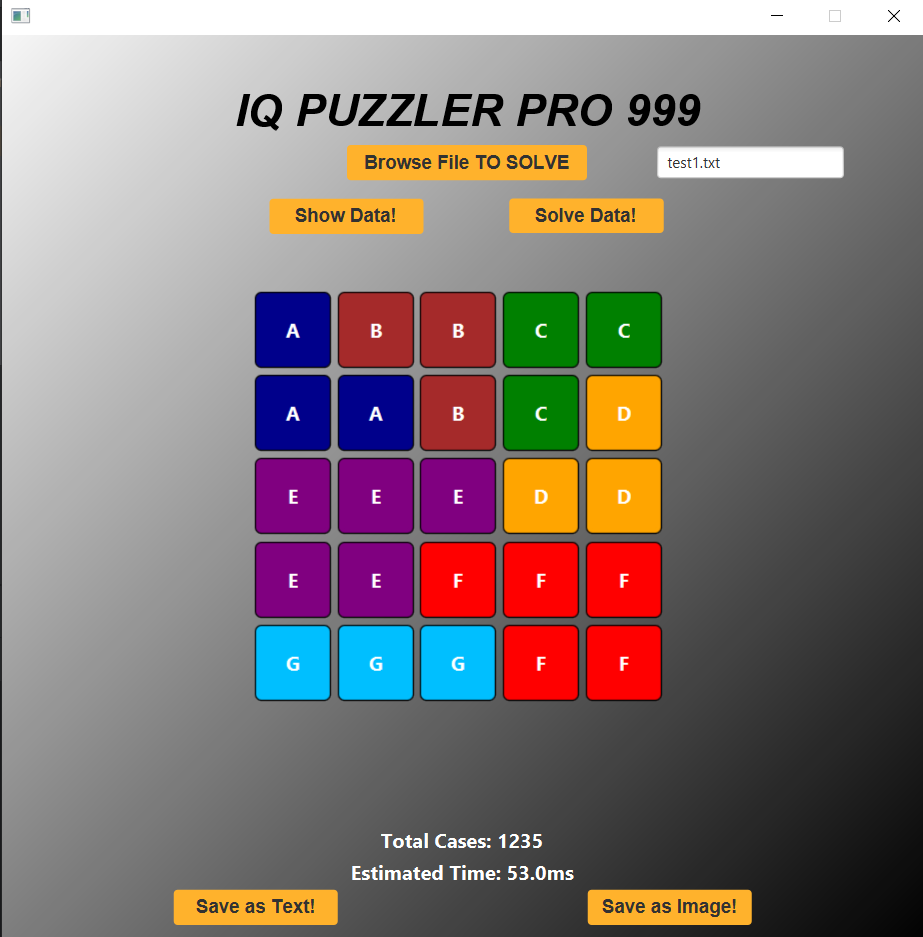 IQ PUZZLER PRO 999
Browse File TO SOLVE test1.txt
Show Data! Solve Data!
A B B C C
A A B C D
E E E D D
E E F F F
G G G F F
Total Cases: 1235
Estimated Time: 53.0ms
Save as Text! Save as Image!